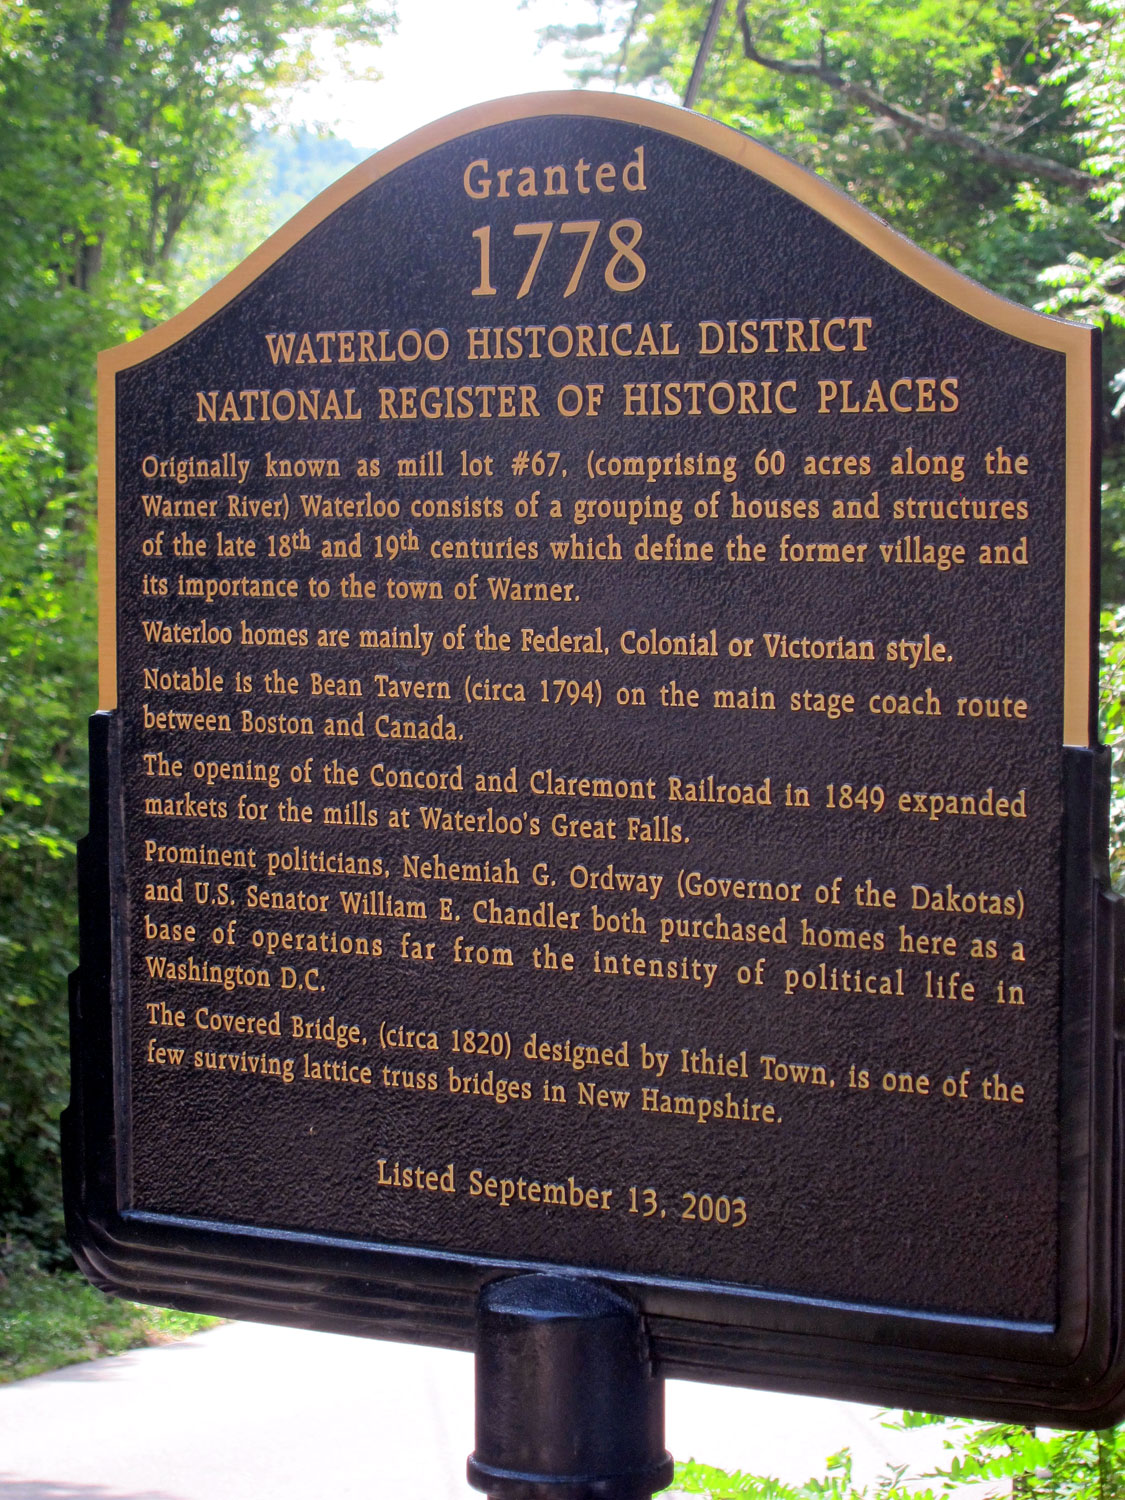 Granted
1778
WATERLOO HISTORICAL DISTRICT
NATIONAL REGISTER OF HISTORIC PLACES
Originally known as mill lot #67, (comprising 60 acres along the
Warner River) Waterloo consists of a grouping of houses and structures
of the late 18th and 19th centuries which define the former village and
its importance to the town of Warner.
Waterloo homes are mainly of the Federal, Colonial or Victorian style.
Notable is the Bean Tavern (circa 1794) on the main stage coach route
between Boston and Canada.
The opening of the Concord and Claremont Railroad in 1849 expanded
markets for the mills at Waterloo's Great Falls.
Prominent politicians, Nehemiah G. Ordway (Governor of the Dakotas)
and U.S. Senator William E. Chandler both purchased homes here as a
base of operations far from the intensity of political life in
Washington D.C.
The Covered Bridge, (circa 1820) designed by Ithiel Town, is one of the
few surviving lattice truss bridges in New Hampshire.
Listed September 13, 2003